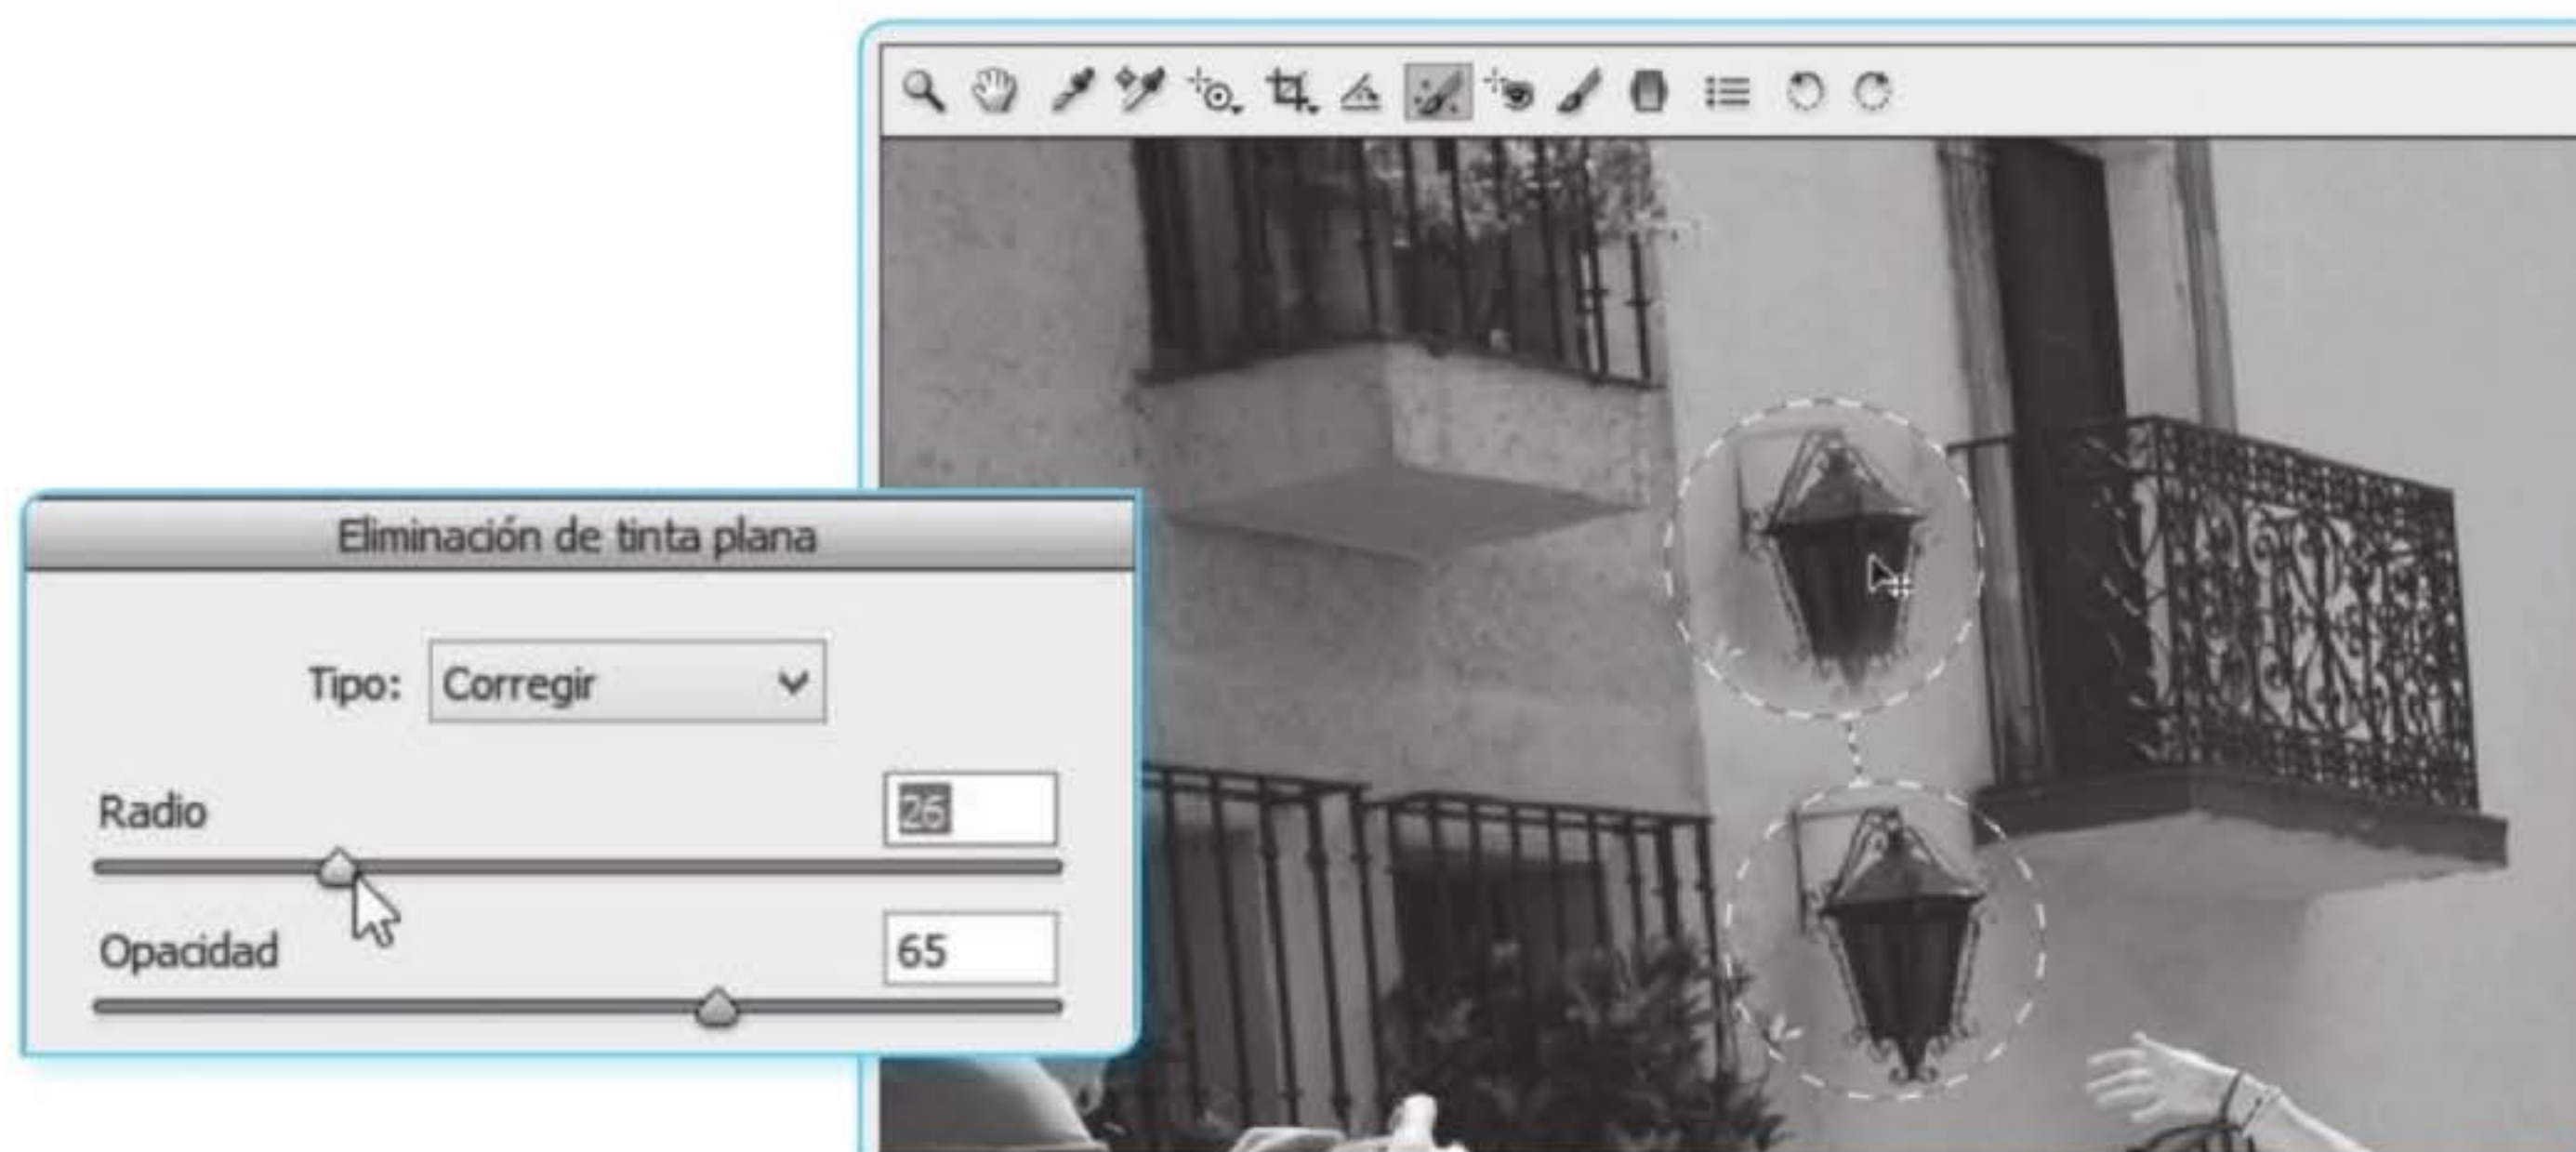 Eliminación de tinta plana
Tipo: Corregir
Radio 26
Opacidad 65